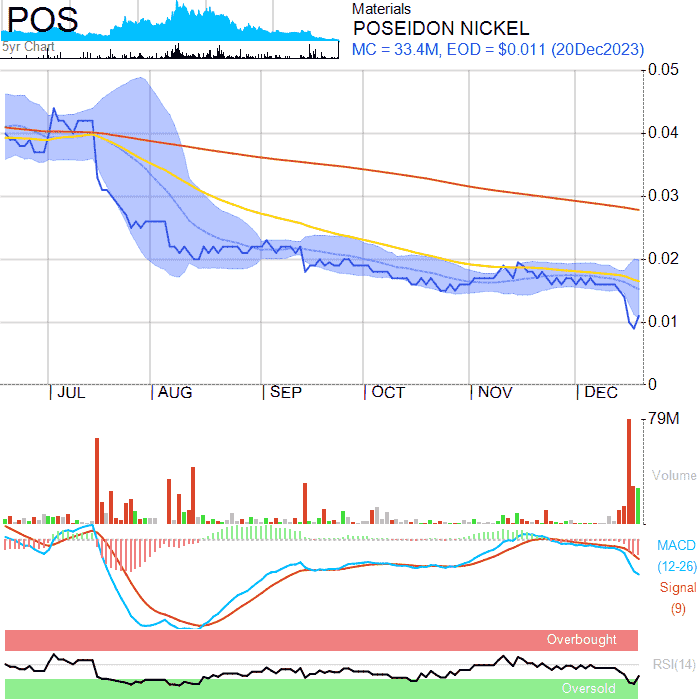 POS
5yr Chart
Materials
POSEIDON NICKEL
MC = 33.4M, EOD = $0.011 (20Dec2023)
0.05
0.04
0.03
0.02
0.01
0
JUL AUG SEP OCT NOV DEC
79M
Volume
MACD
(12-26)
Signal
(9)
Overbought
RSI(14)
Oversold